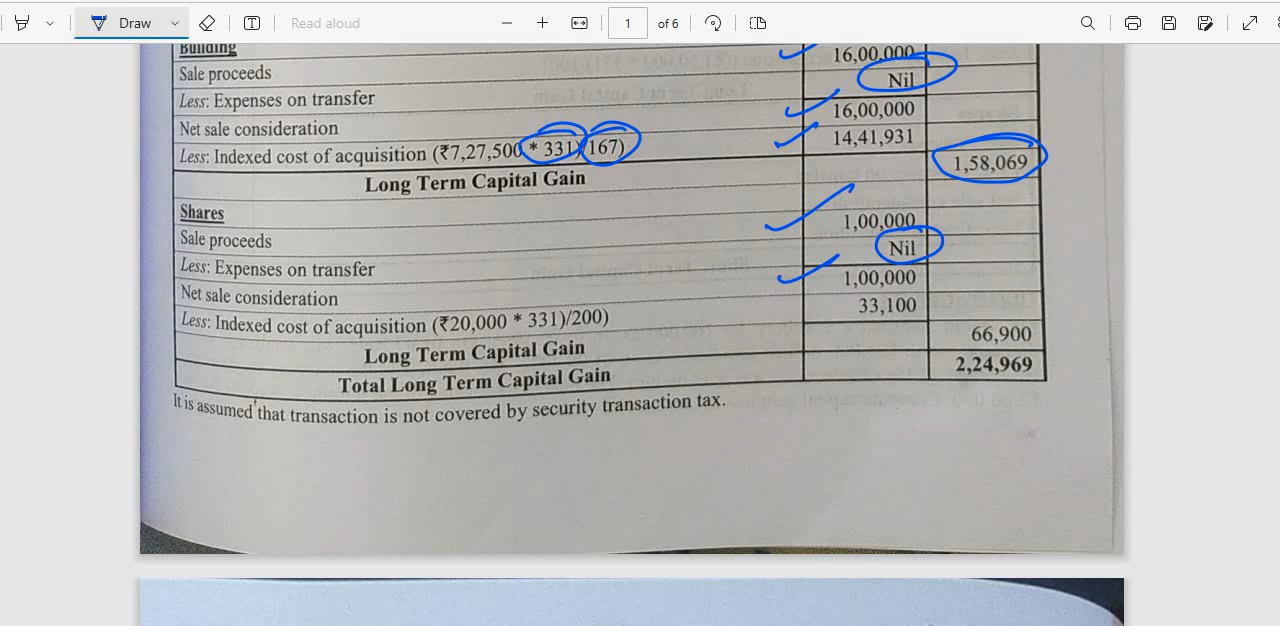 Draw
Read aloud
1 of 6
Building
Sale proceeds 16,00,000
Less: Expenses on transfer Nil
Net sale consideration 16,00,000
Less: Indexed cost of acquisition (₹7,27,500 * 331)/167) 14,41,931
Long Term Capital Gain 1,58,069
Shares
Sale proceeds 1,00,000
Less: Expenses on transfer Nil
Net sale consideration 1,00,000
Less: Indexed cost of acquisition (₹20,000 * 331)/200) 33,100
Long Term Capital Gain 66,900
Total Long Term Capital Gain 2,24,969
It is assumed that transaction is not covered by security transaction tax.